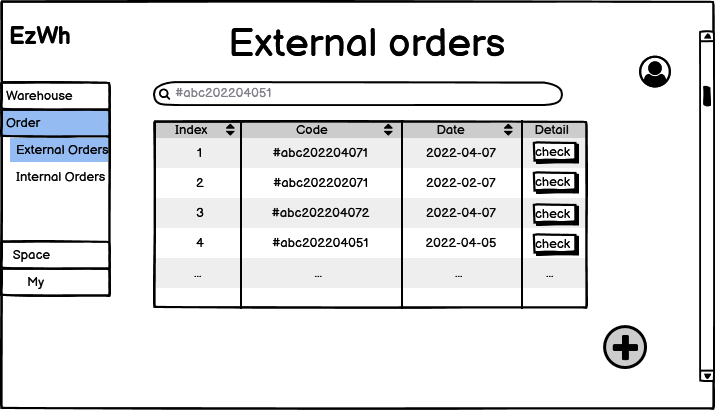 EzWh
External orders
#abc202204051
Warehouse
Order
External Orders
Internal Orders
Space
My
Index Code Date Detail
1 #abc202204071 2022-04-07 check
2 #abc202202071 2022-02-07 check
3 #abc202204072 2022-04-07 check
4 #abc202204051 2022-04-05 check
... ... ... ...